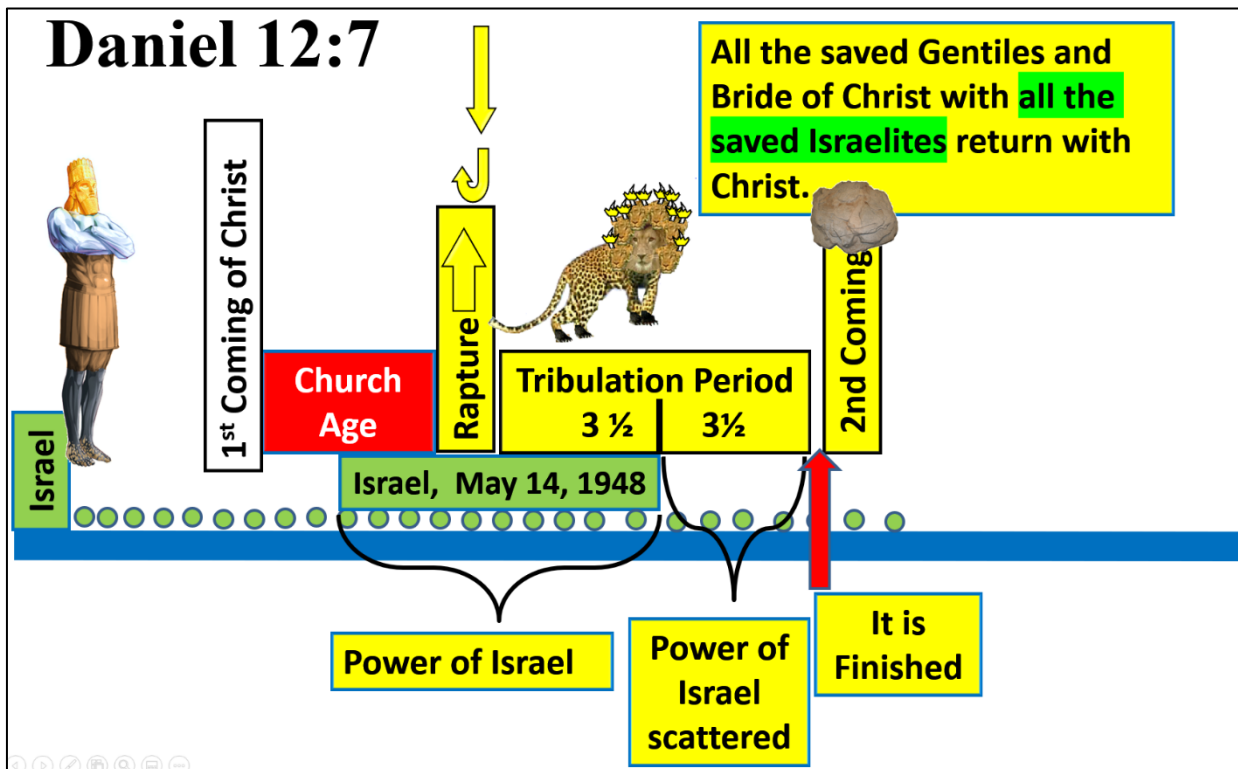 Daniel 12:7
All the saved Gentiles and
Bride of Christ with all the
saved Israelites return with
Christ.
1st Coming of Christ
Church
Age
Rapture
Tribulation Period
3 ½ 3½
2nd Coming
Israel
Israel, May 14, 1948
Power of Israel
Power of
Israel
scattered
It is
Finished